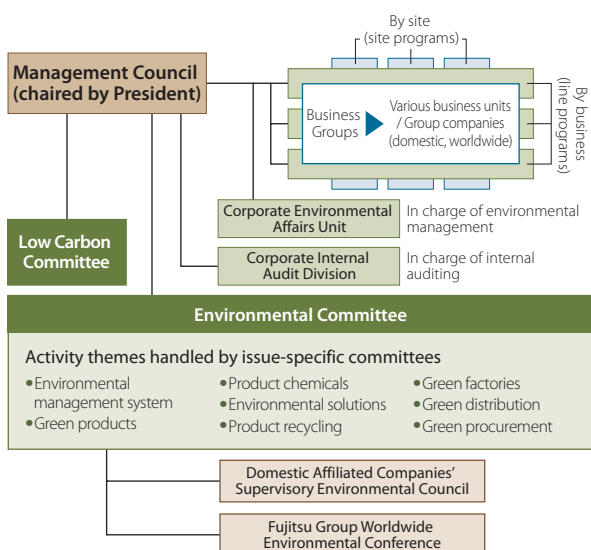 By site
(site programs)
Management Council
(chaired by President)
Business
Groups
Various business units
/ Group companies
(domestic, worldwide)
By business
(line programs)
Corporate Environmental
Affairs Unit
In charge of environmental
management
Low Carbon
Committee
Corporate Internal
Audit Division
In charge of internal
auditing
Environmental Committee
Activity themes handled by issue-specific committees
•Environmental
management system
•Green products
•Product chemicals
•Environmental solutions
•Product recycling
•Green factories
•Green distribution
•Green procurement
Domestic Affiliated Companies’
Supervisory Environmental Council
Fujitsu Group Worldwide
Environmental Conference